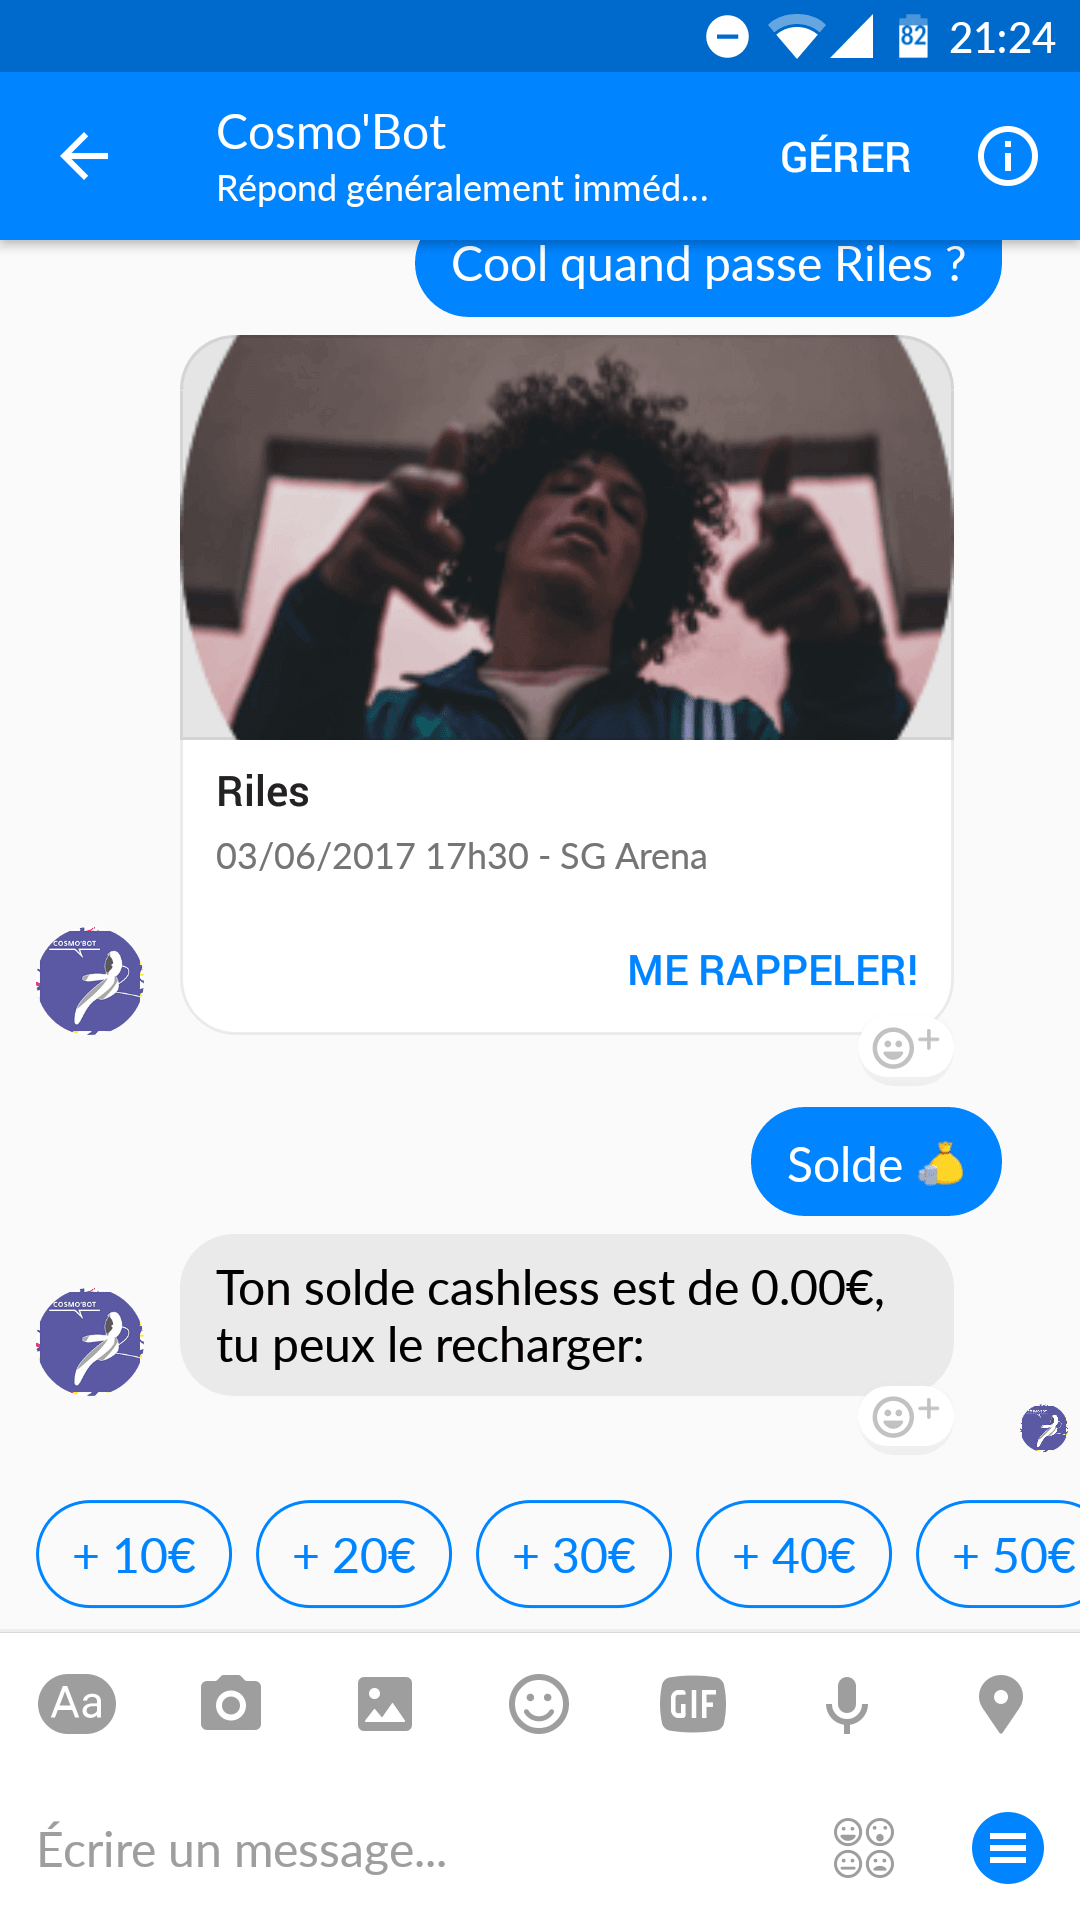 82 21:24
Cosmo'Bot
Répond généralement imméd...
GÉRER
Cool quand passe Riles ?
Riles
03/06/2017 17h30 - SG Arena
COSMO'BOT
ME RAPPELER!
Solde
Ton solde cashless est de 0.00€,
tu peux le recharger:
COSMO'BOT
+ 10€ + 20€ + 30€ + 40€ + 50€
Aa GIF
Écrire un message...